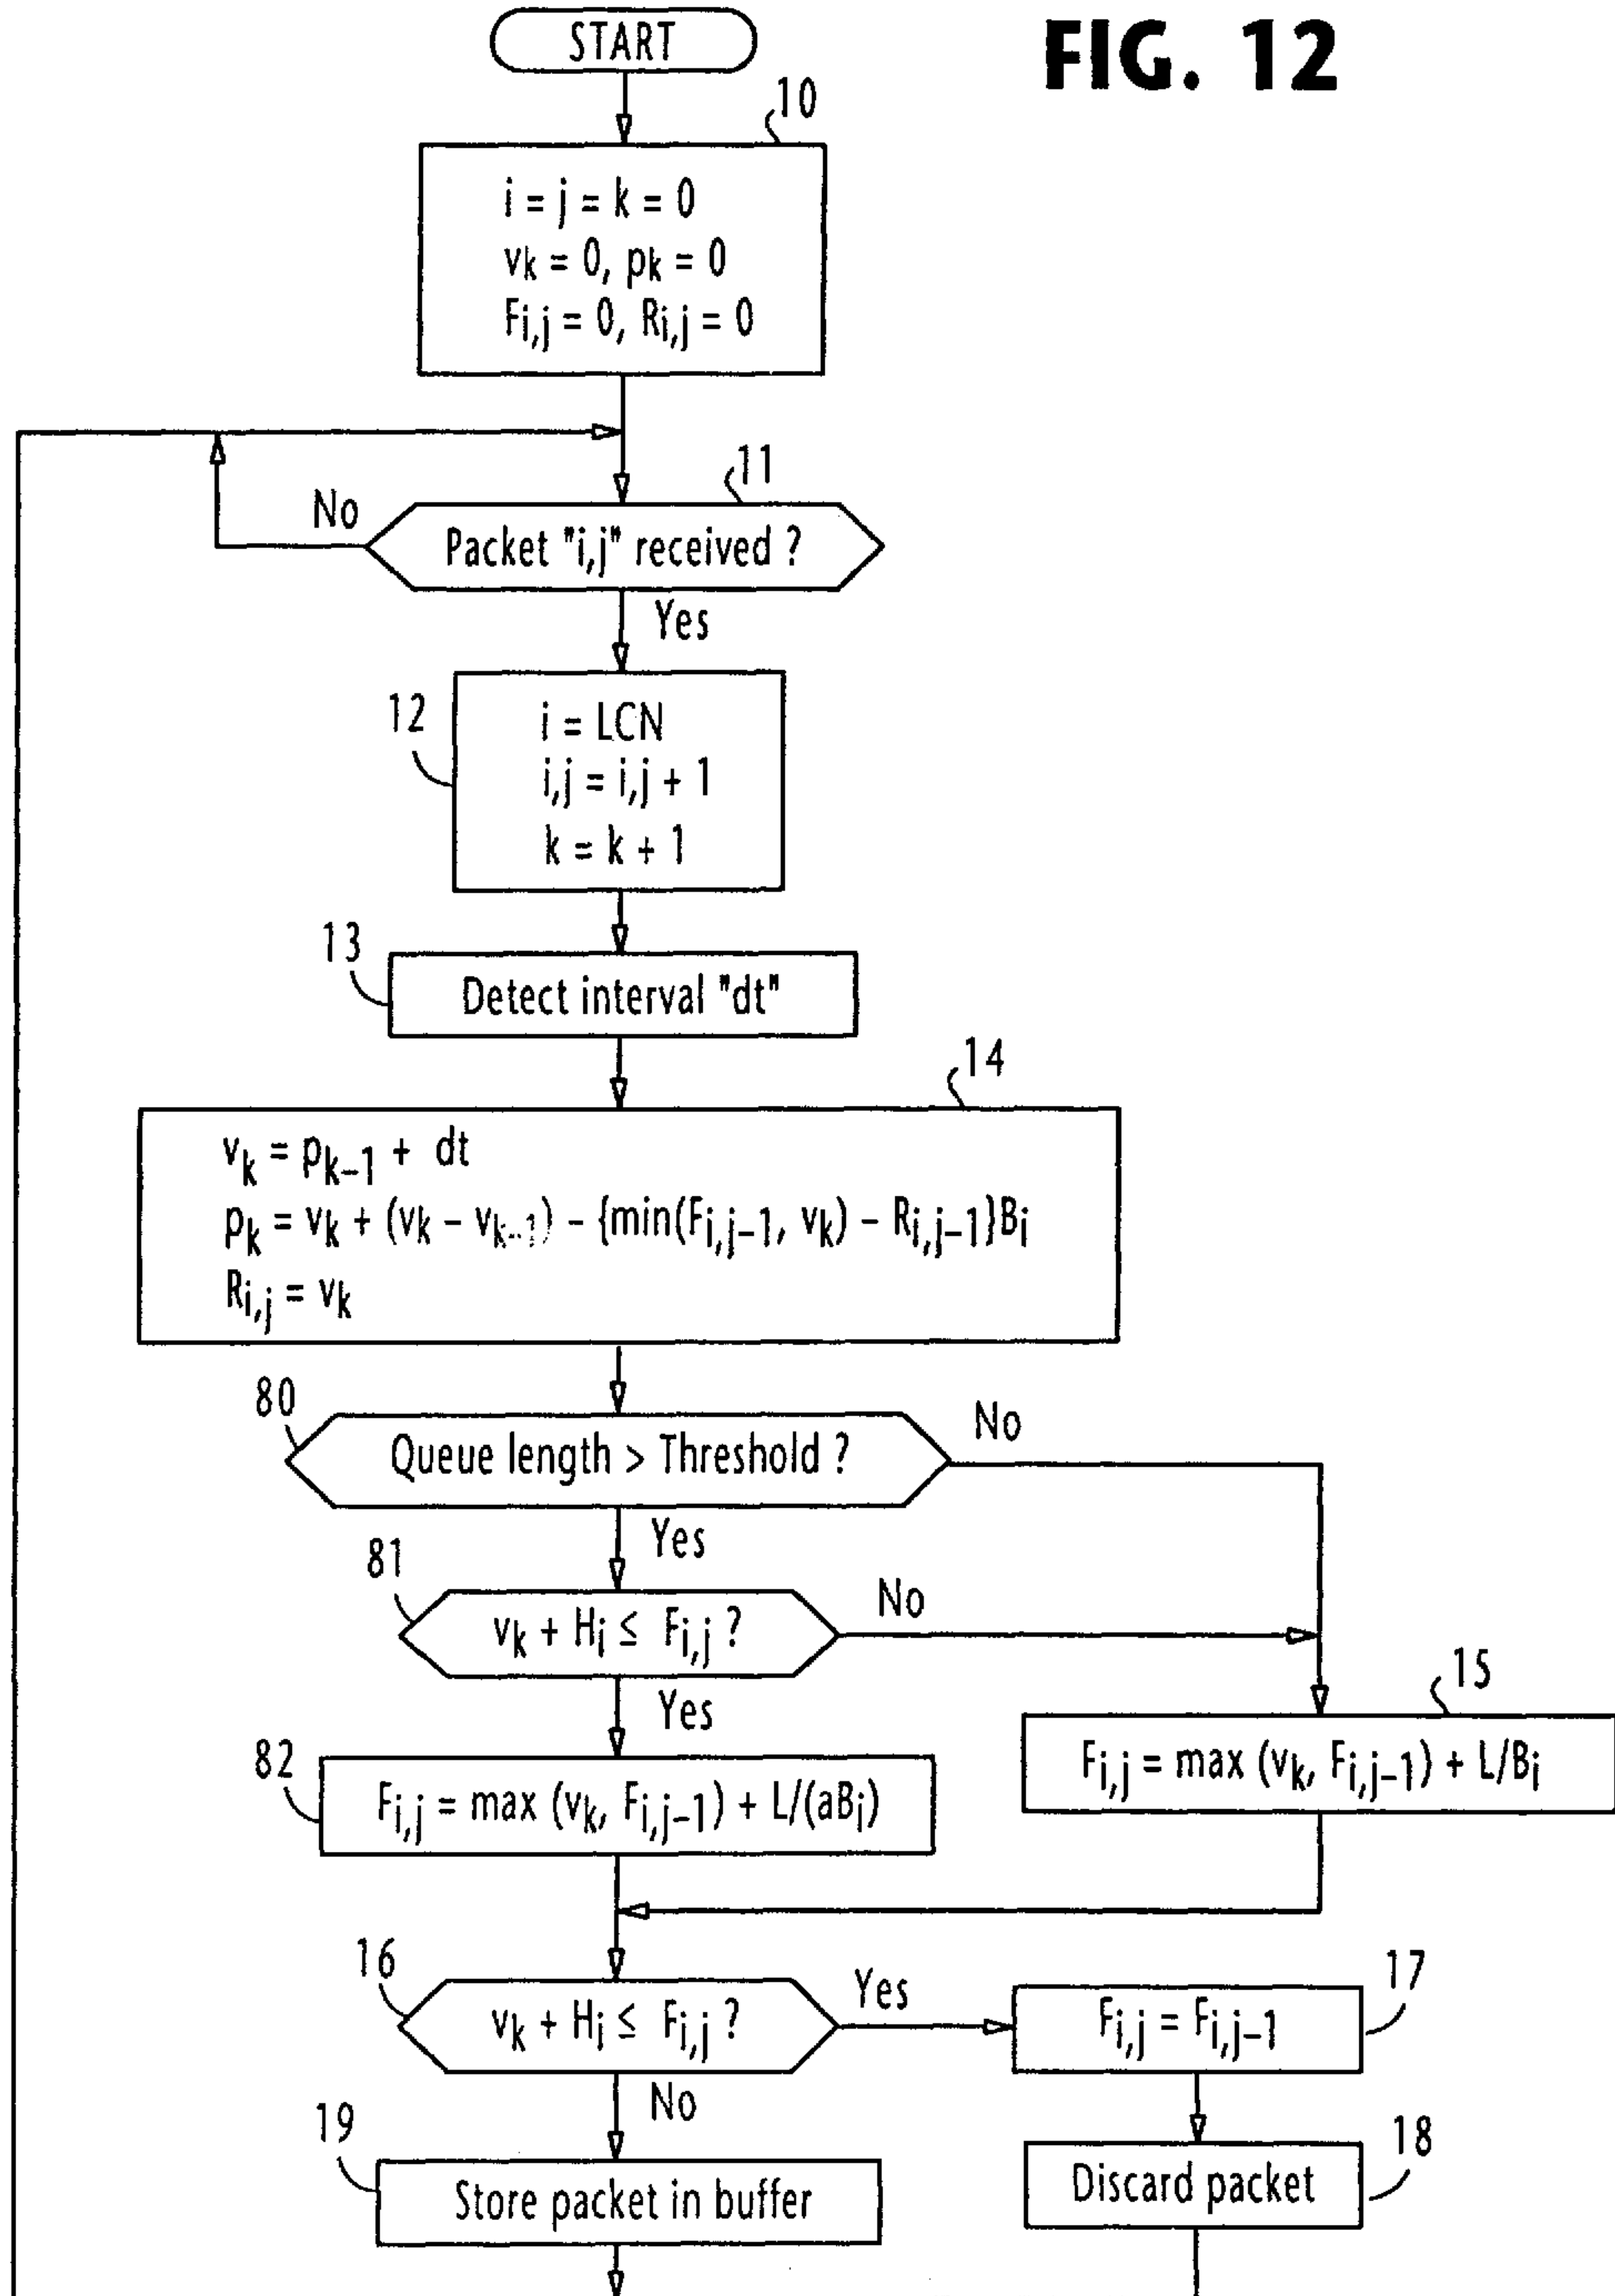 START
FIG. 12
10
i = j = k = 0
vk = 0, pk = 0
Fi,j = 0, Ri,j = 0
11
No
Packet "i,j" received ?
Yes
12
i = LCN
i,j = i,j + 1
k = k + 1
13
Detect interval "dt"
14
vk = pk–1 + dt
pk = vk + (vk – vk–1) – {min(Fi,j–1, vk) – Ri,j–1}Bi
Ri,j = vk
80
Queue length > Threshold ?
No
Yes
81
vk + Hi ≤ Fi,j ?
No
Yes
15
Fi,j = max (vk, Fi,j–1) + L/Bi
82
Fi,j = max (vk, Fi,j–1) + L/(aBi)
16
vk + Hi ≤ Fi,j ?
Yes
17
Fi,j = Fi,j–1
No
19
Store packet in buffer
18
Discard packet